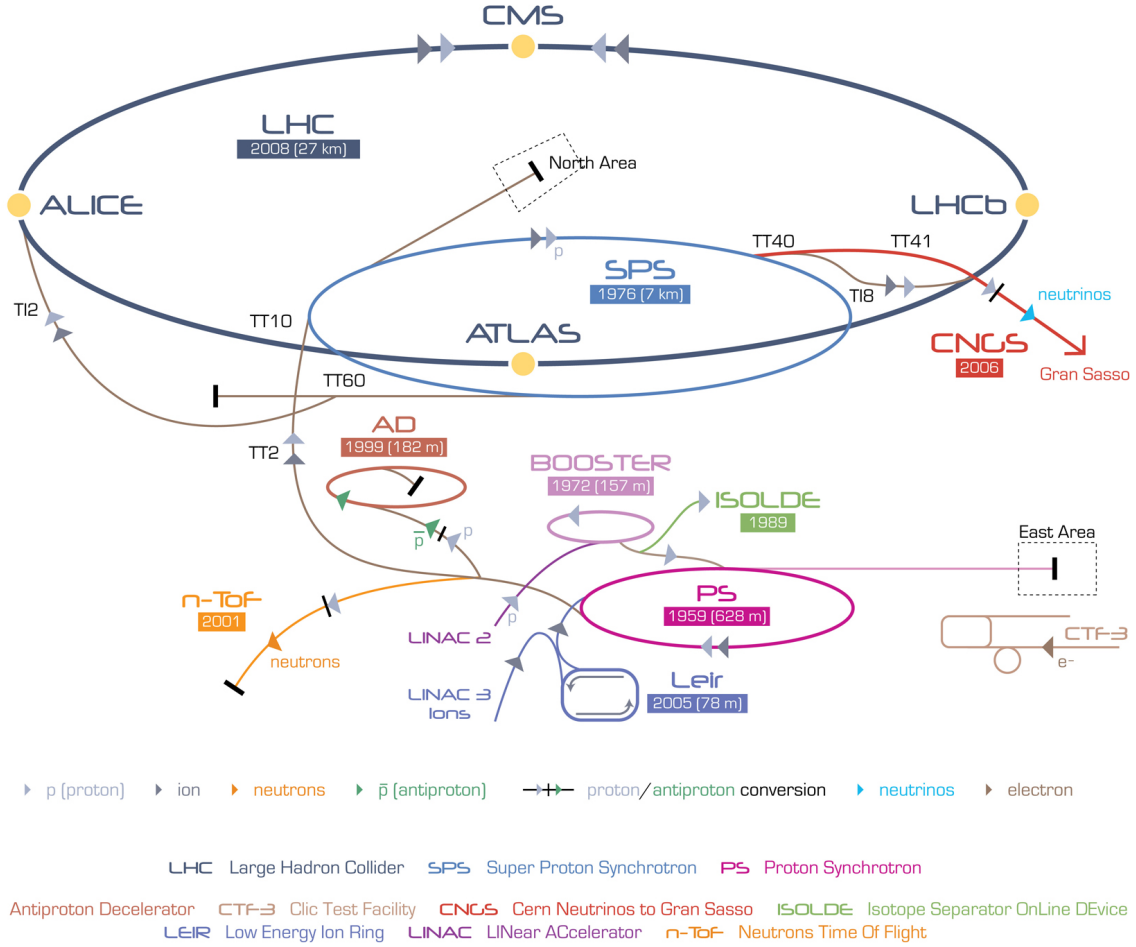 CMS
LHC
2008 (27 km)
North Area
ALICE
LHCb
TT40
TT41
p
SPS
1976 (7 km)
TI8
neutrinos
TI2
TT10
ATLAS
CNGS
2006
Gran Sasso
TT60
AD
1999 (182 m)
TT2
BOOSTER
1972 (157 m)
ISOLDE
1989
p̅
p
East Area
n-ToF
2001
PS
1959 (628 m)
LINAC 2
p
neutrons
CTF3
e-
LINAC 3
Ions
Leir
2005 (78 m)
p (proton) ion neutrons p̅ (antiproton) proton/antiproton conversion neutrinos electron
LHC Large Hadron Collider SPS Super Proton Synchrotron PS Proton Synchrotron
Antiproton Decelerator CTF3 Clic Test Facility CNGS Cern Neutrinos to Gran Sasso ISOLDE Isotope Separator OnLine DEvice
LEIR Low Energy Ion Ring LINAC LINear ACcelerator n-ToF Neutrons Time Of Flight